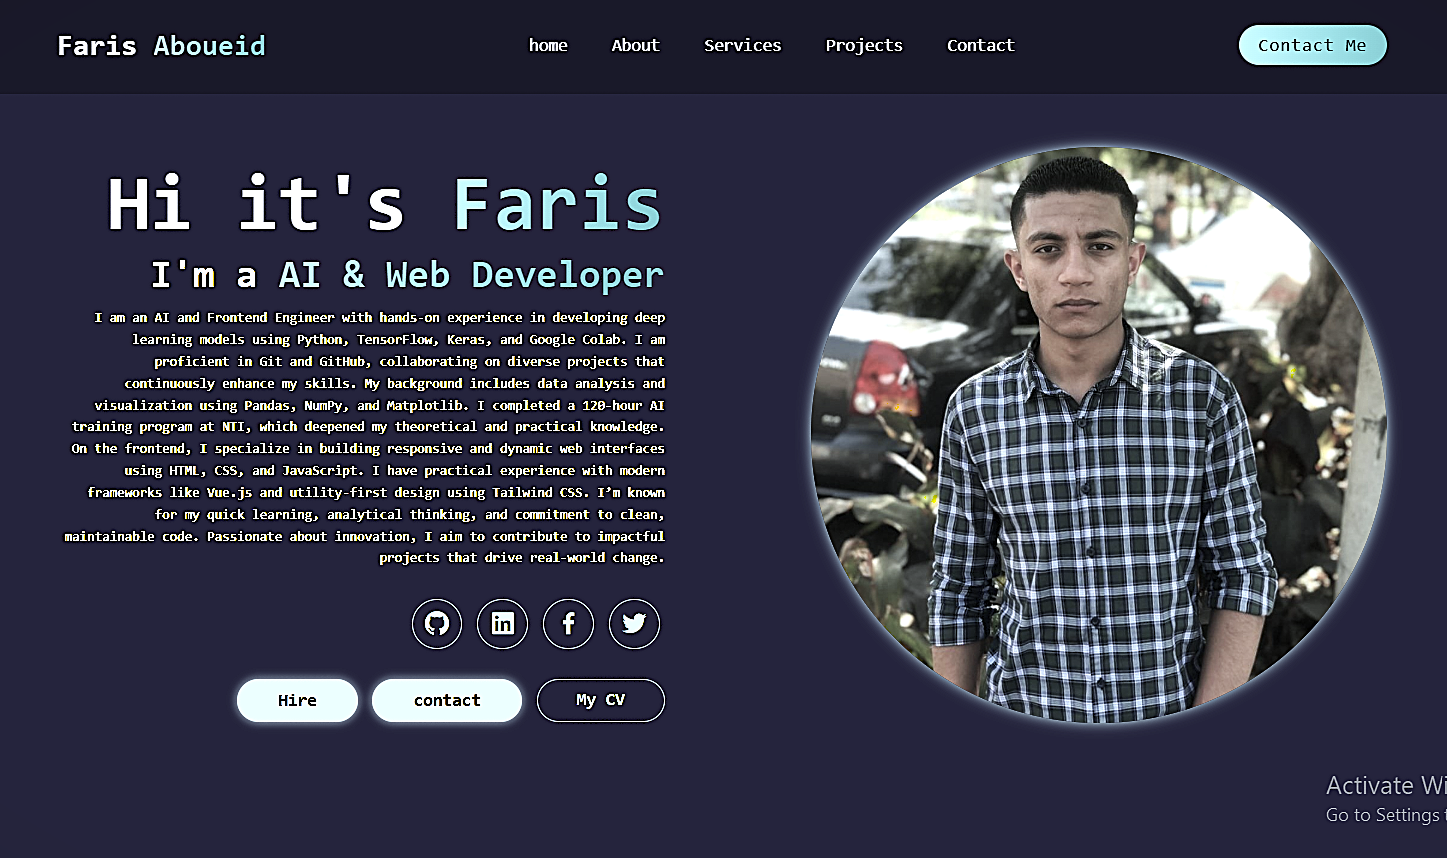 Faris Aboueid
home About Services Projects Contact
Contact Me
Hi it's Faris
I'm a AI & Web Developer
I am an AI and Frontend Engineer with hands-on experience in developing deep
learning models using Python, TensorFlow, Keras, and Google Colab. I am
proficient in Git and GitHub, collaborating on diverse projects that
continuously enhance my skills. My background includes data analysis and
visualization using Pandas, NumPy, and Matplotlib. I completed a 120-hour AI
training program at NTI, which deepened my theoretical and practical knowledge.
On the frontend, I specialize in building responsive and dynamic web interfaces
using HTML, CSS, and JavaScript. I have practical experience with modern
frameworks like Vue.js and utility-first design using Tailwind CSS. I’m known
for my quick learning, analytical thinking, and commitment to clean,
maintainable code. Passionate about innovation, I aim to contribute to impactful
projects that drive real-world change.
Hire
contact
My CV
Activate Wi
Go to Settings t